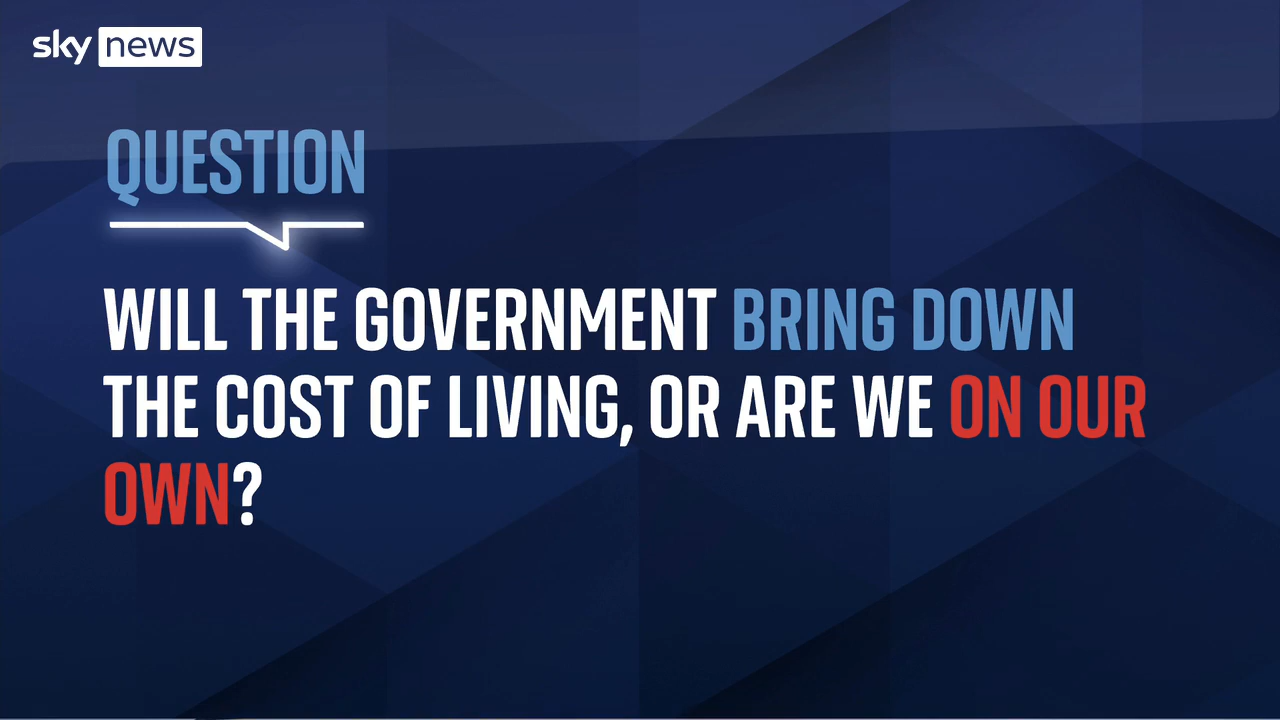 sky news
QUESTION
WILL THE GOVERNMENT BRING DOWN
THE COST OF LIVING, OR ARE WE ON OUR
OWN?